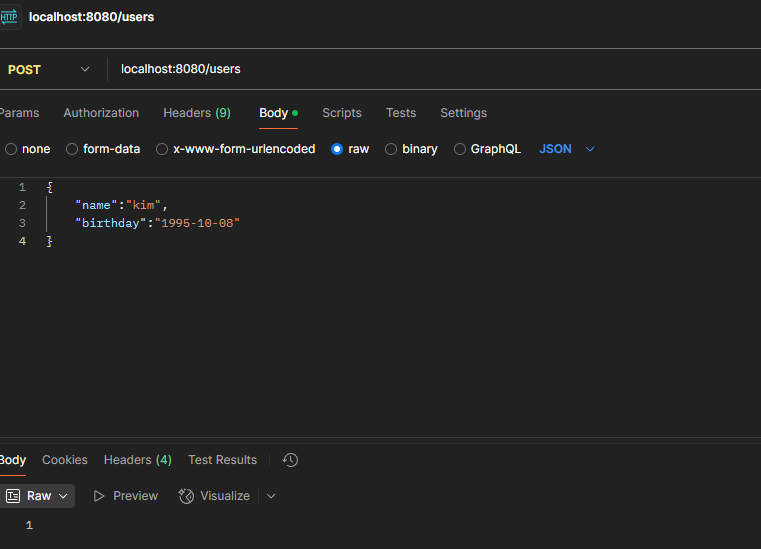 HTTP localhost:8080/users
POST localhost:8080/users
Params Authorization Headers (9) Body Scripts Tests Settings
none form-data x-www-form-urlencoded raw binary GraphQL JSON
1 {
2 "name":"kim",
3 "birthday":"1995-10-08"
4 }
Body Cookies Headers (4) Test Results
Raw Preview Visualize
1